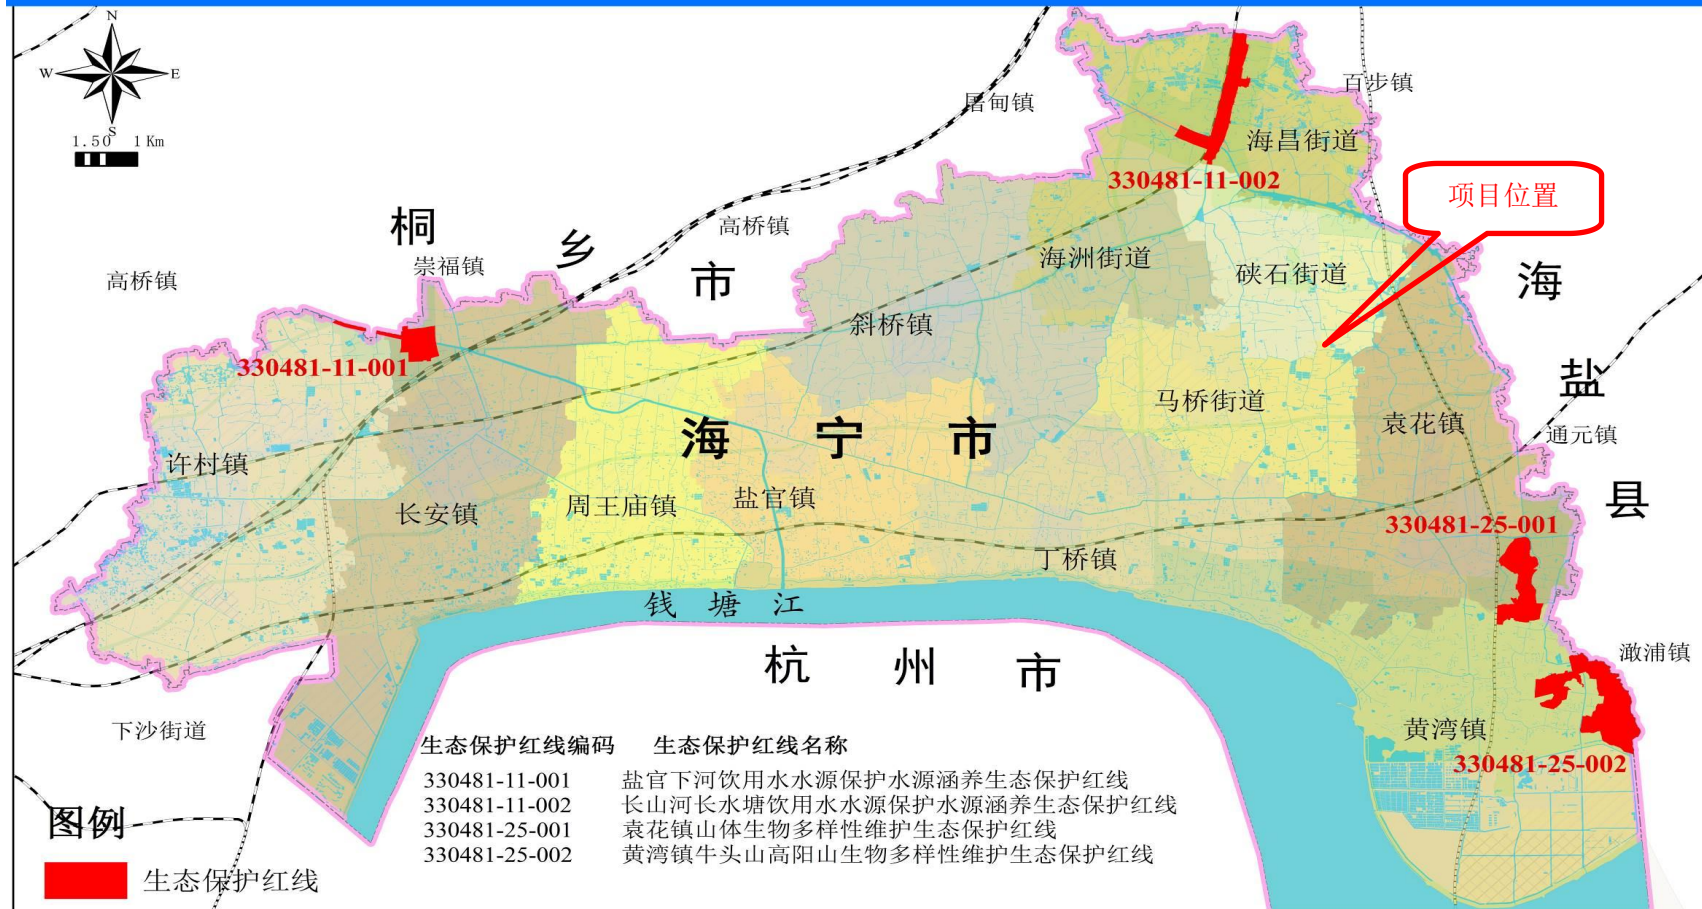 N
W
E
S
1.50 1 Km
屠甸镇
百步镇
海昌街道
330481-11-002
项目位置
桐
乡
市
高桥镇
崇福镇
高桥镇
海洲街道
硖石街道
海
盐
县
斜桥镇
330481-11-001
马桥街道
袁花镇
通元镇
海宁市
许村镇
长安镇
周王庙镇
盐官镇
330481-25-001
丁桥镇
钱塘江
杭州市
澉浦镇
下沙街道
黄湾镇
330481-25-002
生态保护红线编码 生态保护红线名称
330481-11-001 盐官下河饮用水水源保护水源涵养生态保护红线
330481-11-002 长山河长水塘饮用水水源保护水源涵养生态保护红线
330481-25-001 袁花镇山体生物多样性维护生态保护红线
330481-25-002 黄湾镇牛头山高阳山生物多样性维护生态保护红线
图例
生态保护红线